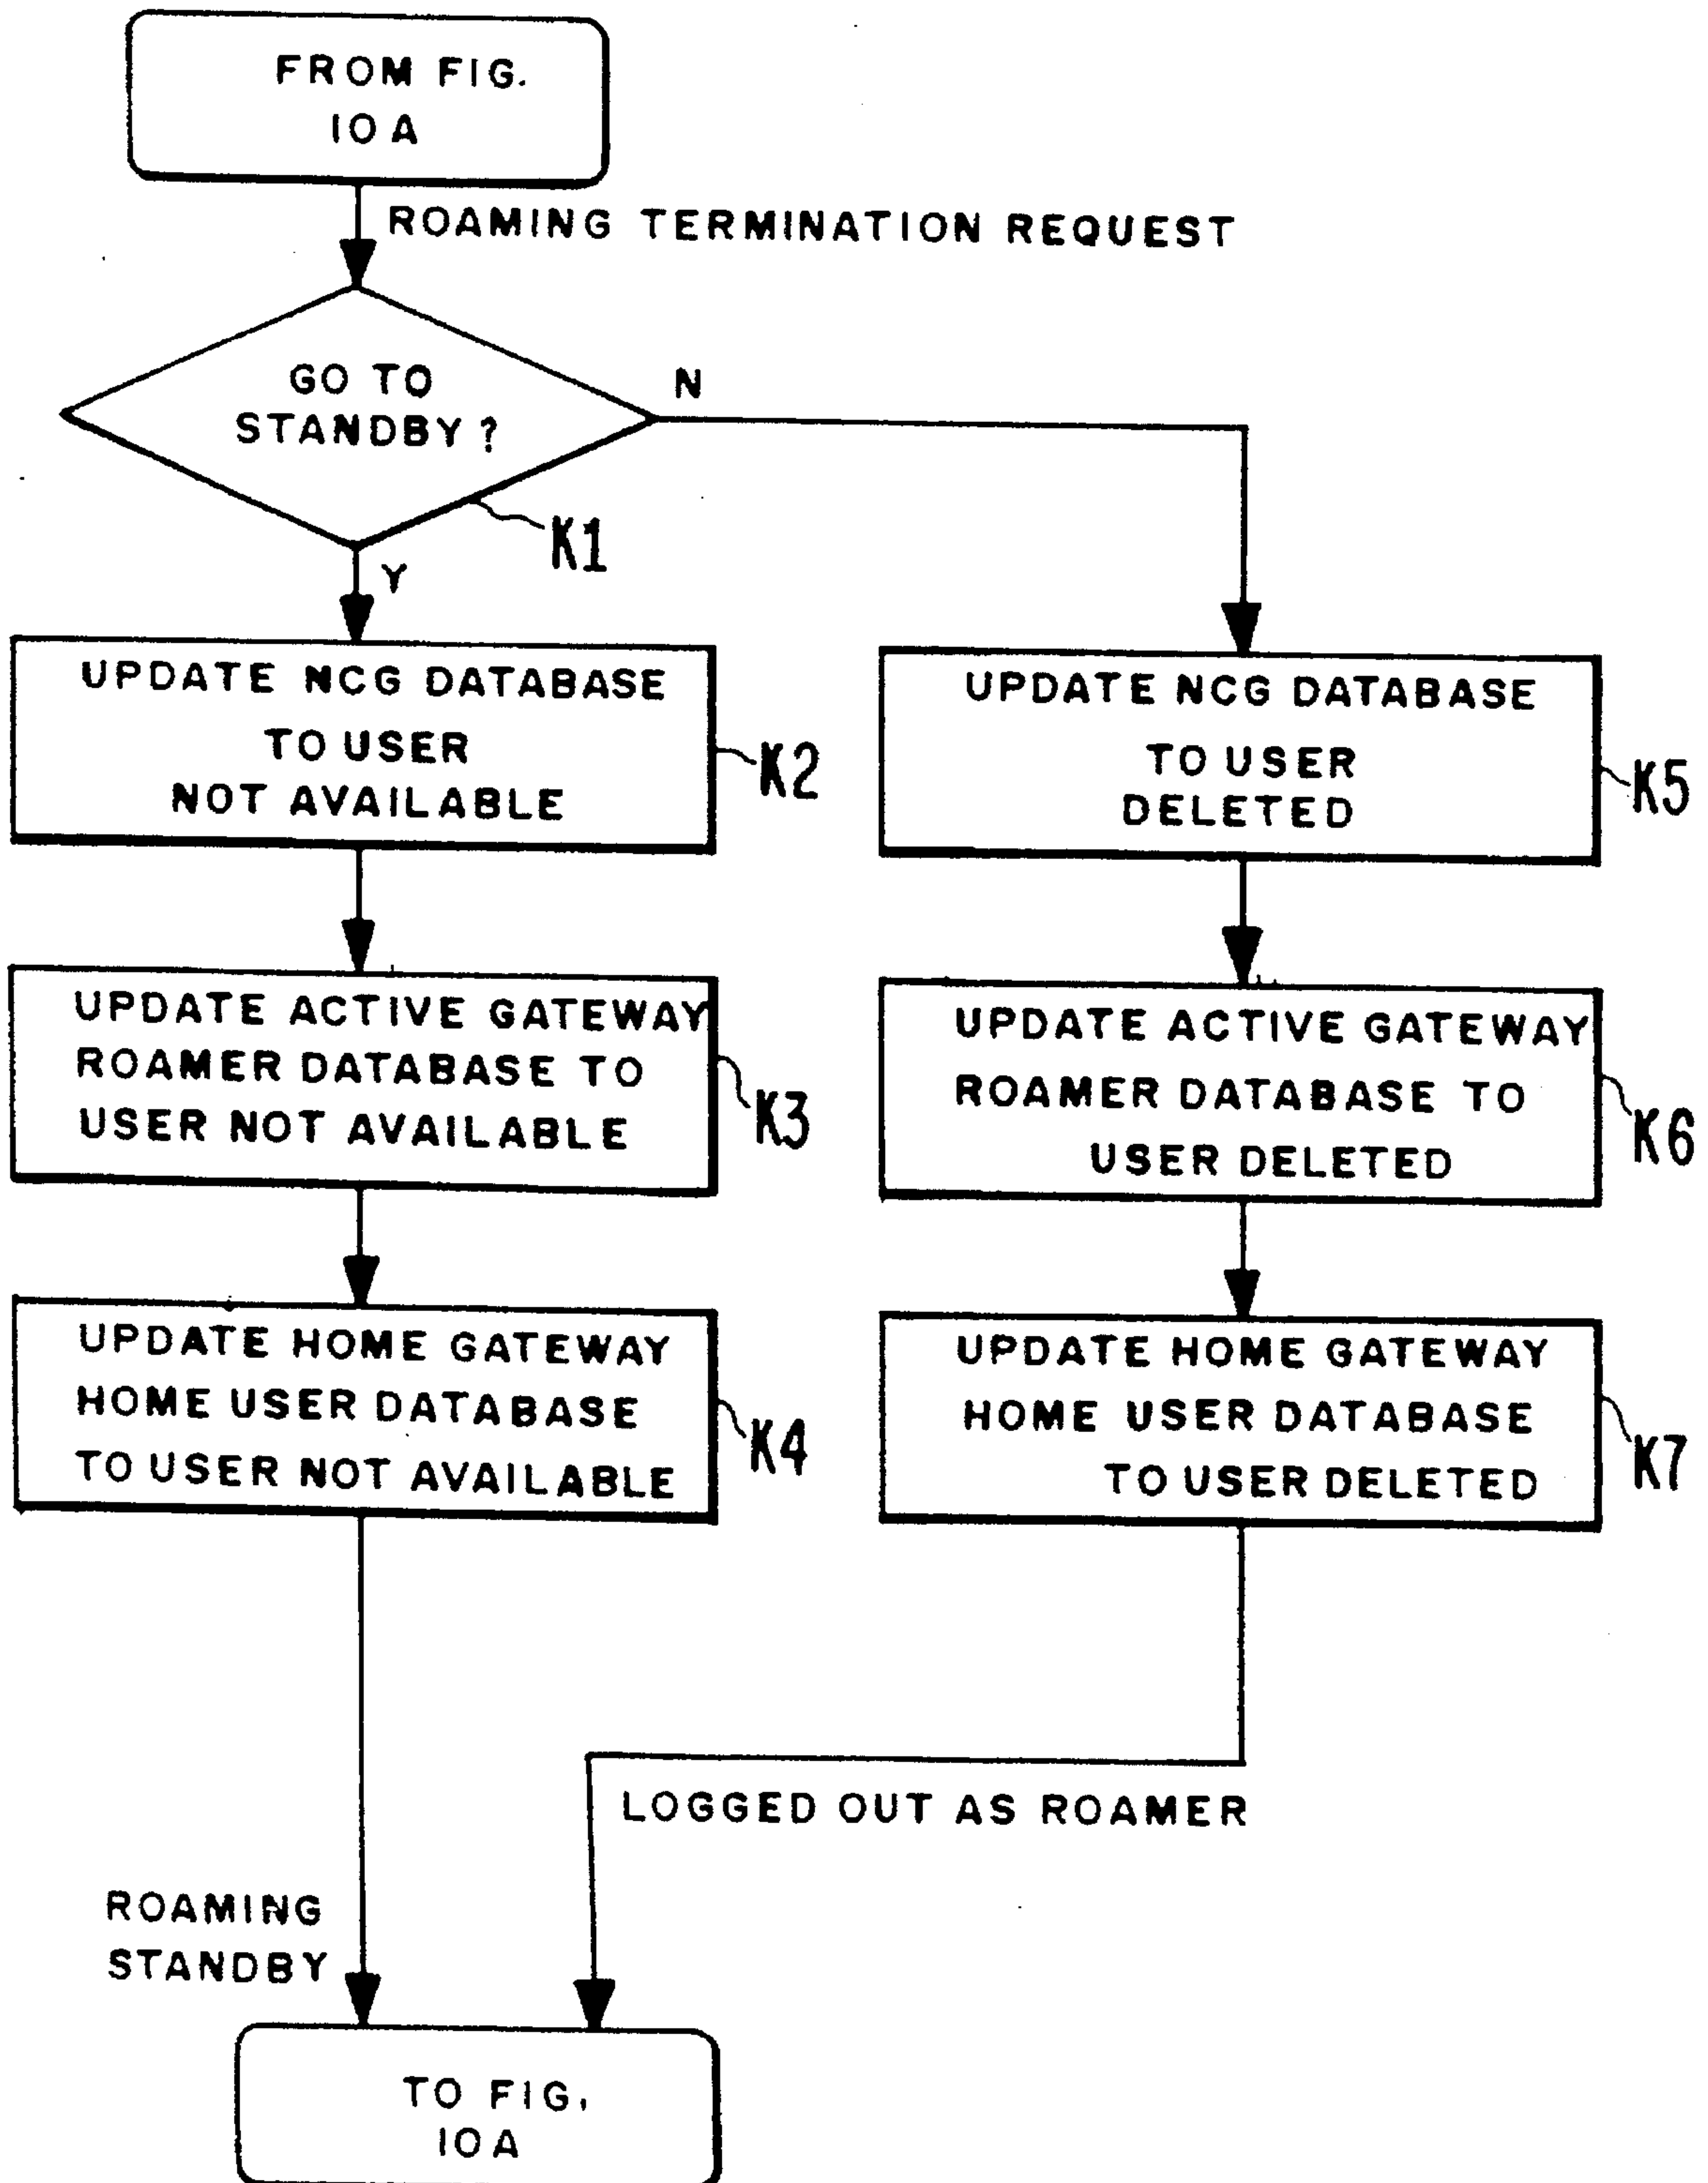 FROM FIG.
10A
ROAMING TERMINATION REQUEST
GO TO
STANDBY?
N
K1
Y
UPDATE NCG DATABASE
TO USER
NOT AVAILABLE
K2
UPDATE NCG DATABASE
TO USER
DELETED
K5
UPDATE ACTIVE GATEWAY
ROAMER DATABASE TO
USER NOT AVAILABLE
K3
UPDATE ACTIVE GATEWAY
ROAMER DATABASE TO
USER DELETED
K6
UPDATE HOME GATEWAY
HOME USER DATABASE
TO USER NOT AVAILABLE
K4
UPDATE HOME GATEWAY
HOME USER DATABASE
TO USER DELETED
K7
LOGGED OUT AS ROAMER
ROAMING
STANDBY
TO FIG.
10A